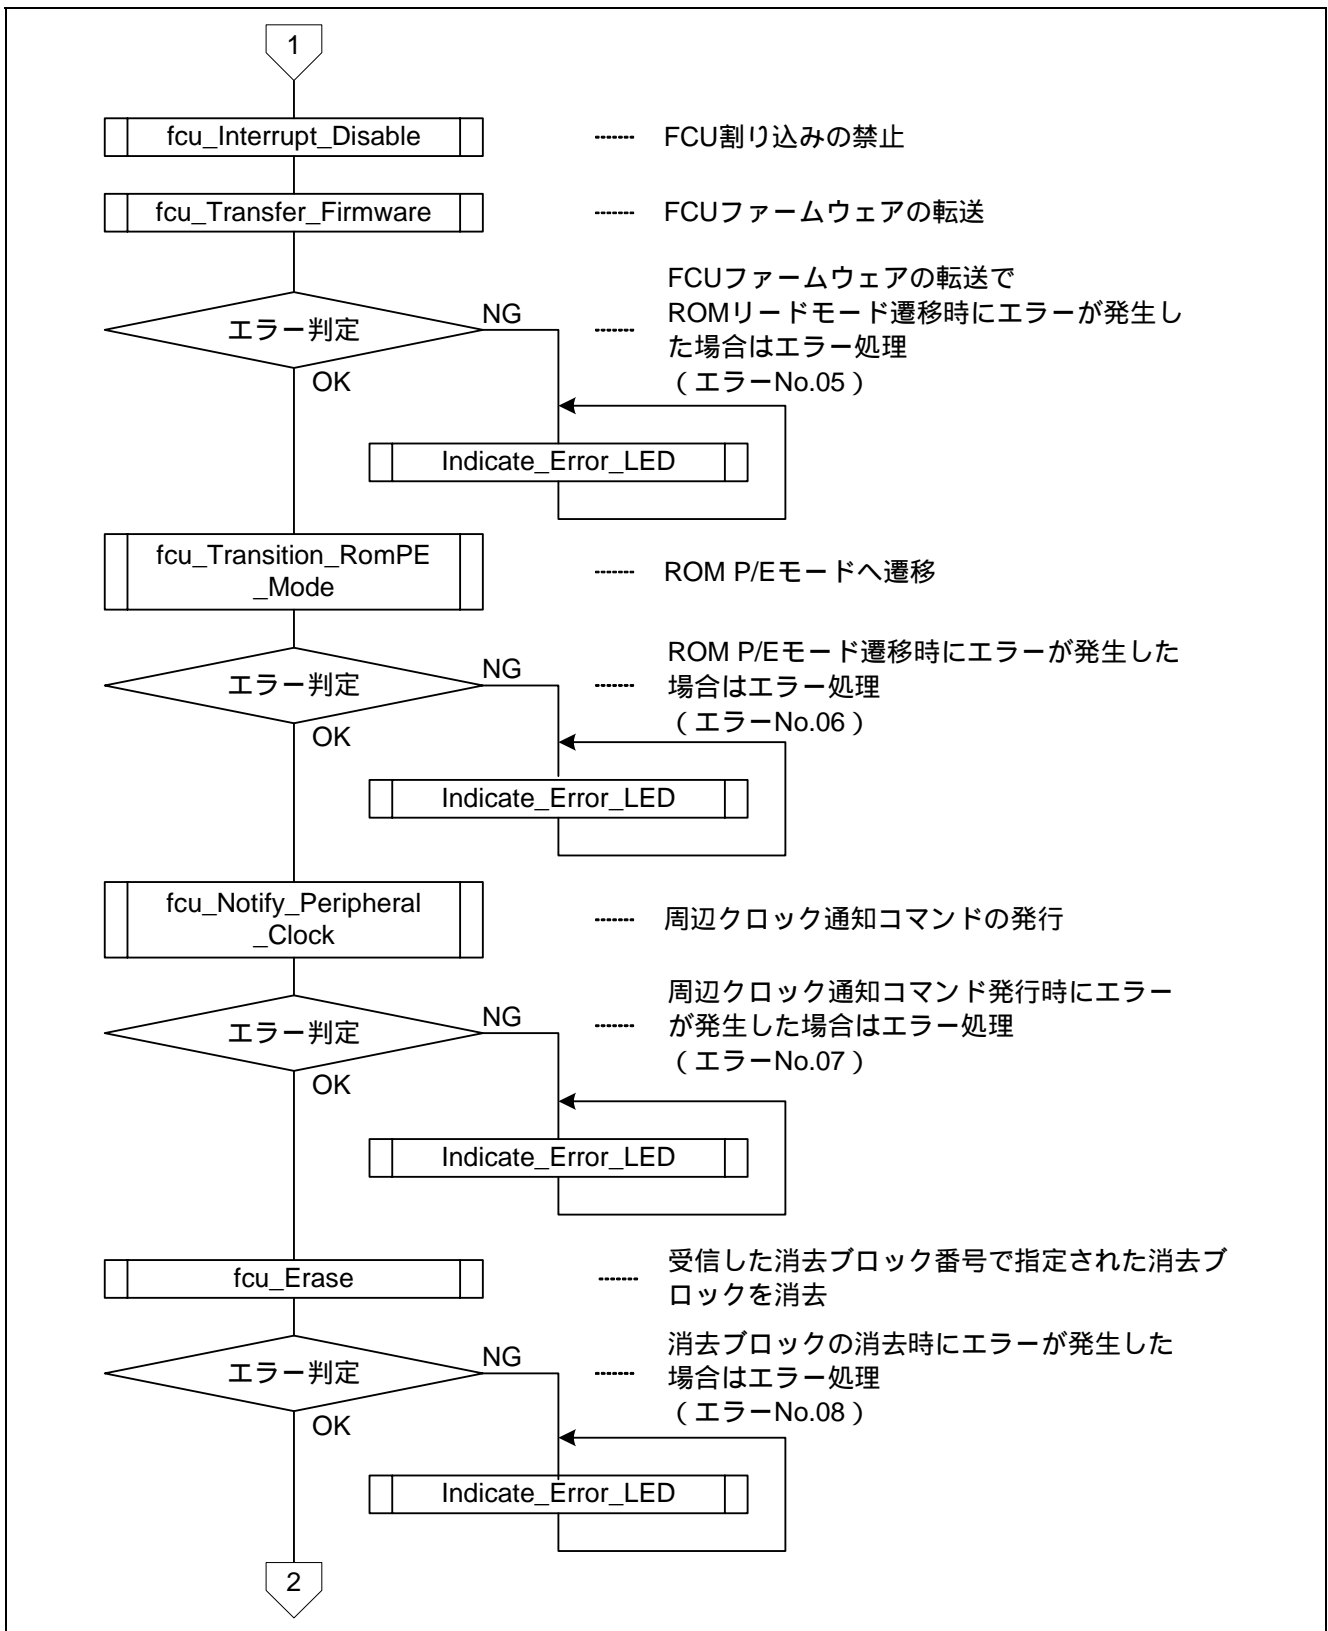 1
fcu_Interrupt_Disable
FCU割り込みの禁止
fcu_Transfer_Firmware
FCUファームウェアの転送
エラー判定
NG
OK
FCUファームウェアの転送で
ROMリードモード遷移時にエラーが発生し
た場合はエラー処理
（エラーNo.05）
Indicate_Error_LED
fcu_Transition_RomPE
_Mode
ROM P/Eモードへ遷移
エラー判定
NG
OK
ROM P/Eモード遷移時にエラーが発生した
場合はエラー処理
（エラーNo.06）
Indicate_Error_LED
fcu_Notify_Peripheral
_Clock
周辺クロック通知コマンドの発行
エラー判定
NG
OK
周辺クロック通知コマンド発行時にエラー
が発生した場合はエラー処理
（エラーNo.07）
Indicate_Error_LED
fcu_Erase
受信した消去ブロック番号で指定された消去ブ
ロックを消去
エラー判定
NG
OK
消去ブロックの消去時にエラーが発生した
場合はエラー処理
（エラーNo.08）
Indicate_Error_LED
2